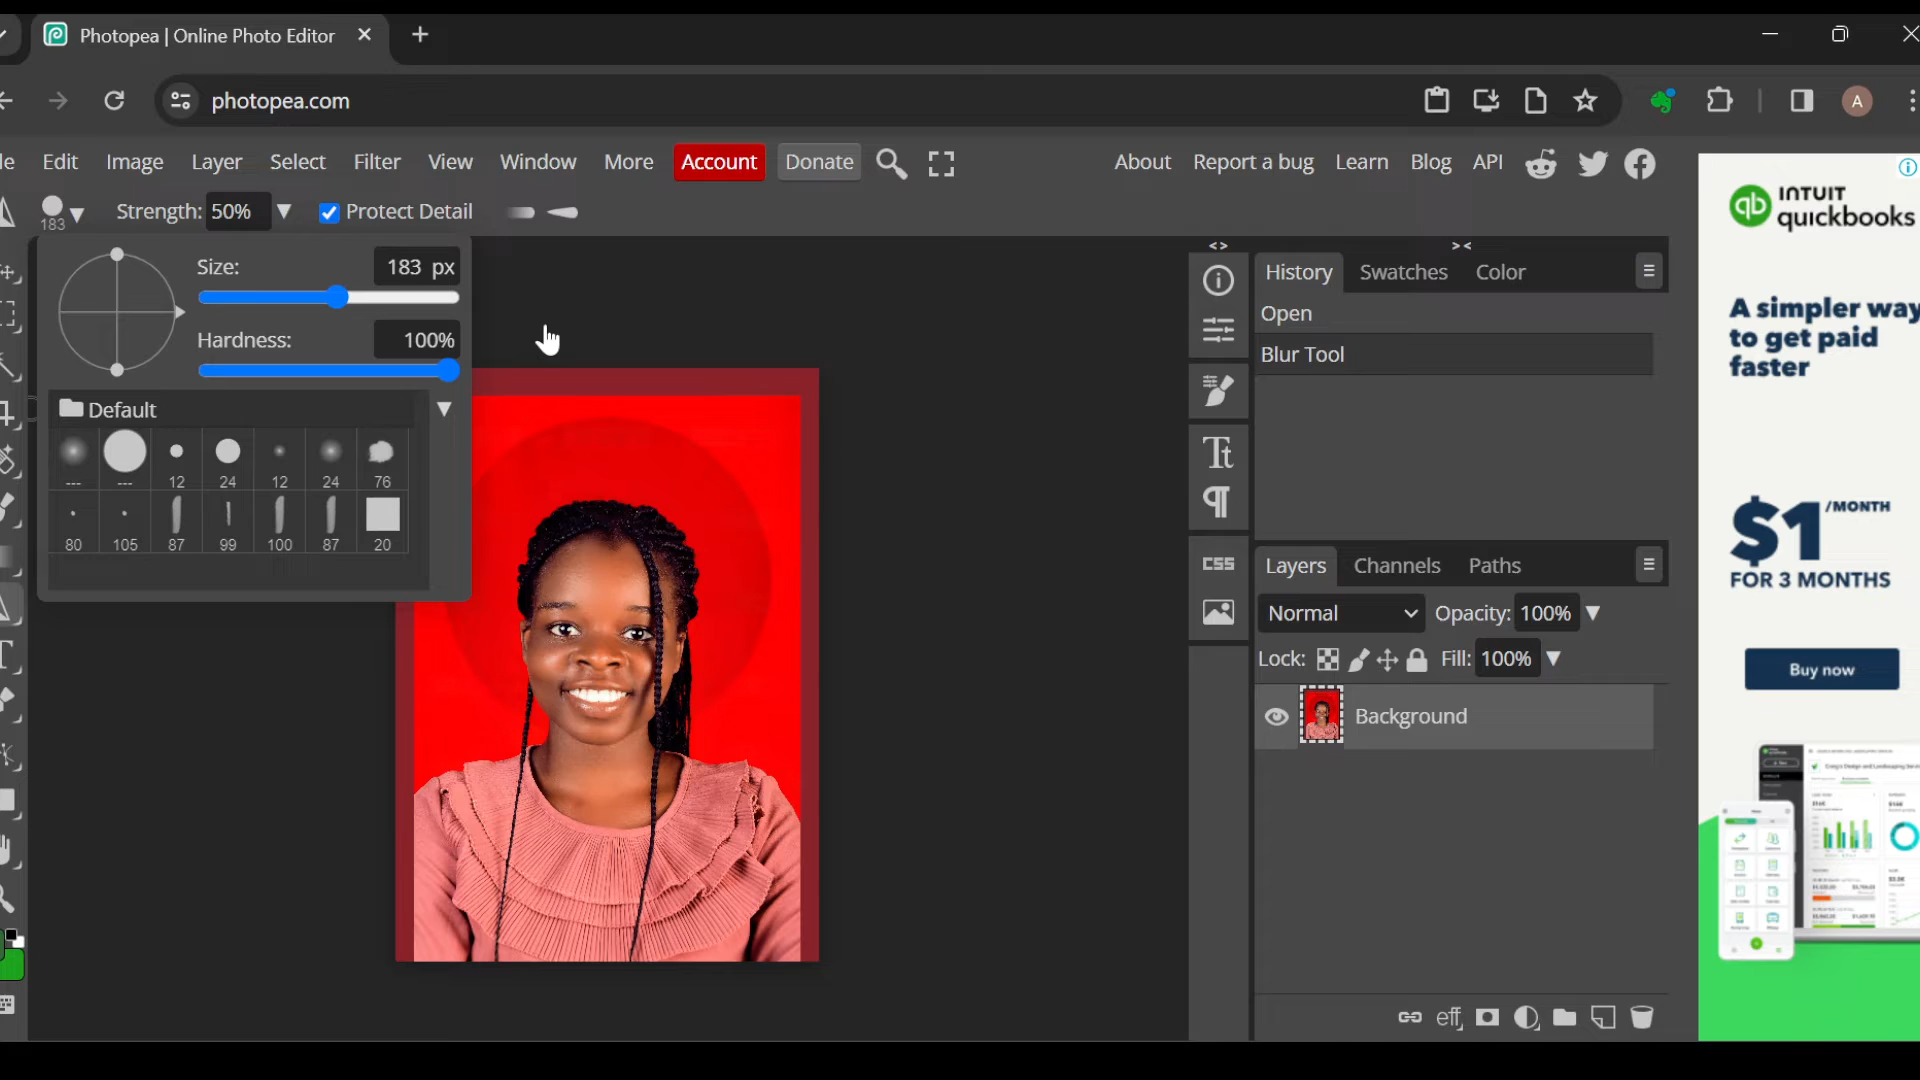 Photopea | Online Photo Editor
photopea.com
A
Edit Image Layer Select Filter View Window More Account Donate
About Report a bug Learn Blog API
183 Strength: 50% Protect Detail
Size: 183 px
Hardness: 100%
Default
--- --- 12 24 12 24 76
80 105 87 99 100 87 20
<> ><
History Swatches Color
Open
Blur Tool
CSS
Layers Channels Paths
Normal Opacity: 100%
Lock: Fill: 100%
Background
eff
qb INTUIT
quickbooks
A simpler way
to get paid
faster
$1 /MONTH
FOR 3 MONTHS
Buy now